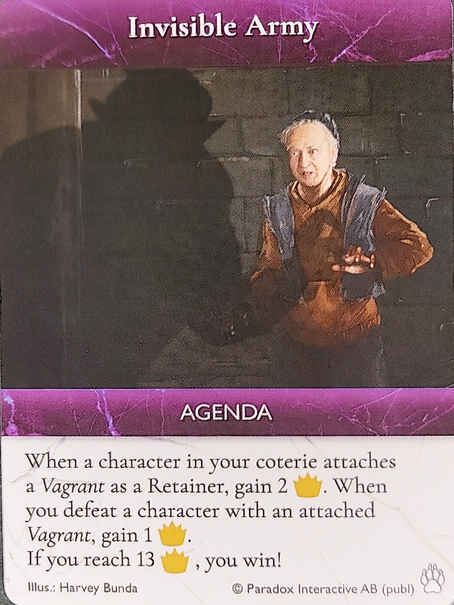 Invisible Army
AGENDA
When a character in your coterie attaches
a Vagrant as a Retainer, gain 2 . When
you defeat a character with an attached
Vagrant, gain 1 .
If you reach 13 , you win!
Illus.: Harvey Bunda © Paradox Interactive AB (publ)